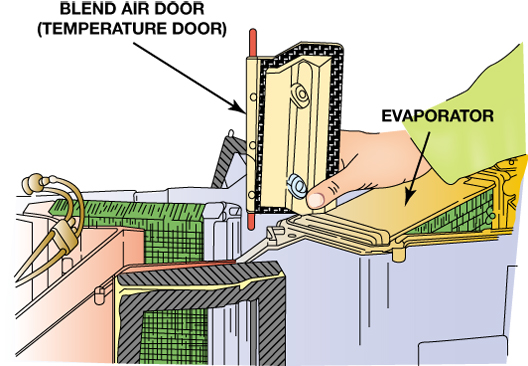 BLEND AIR DOOR
(TEMPERATURE DOOR)
EVAPORATOR